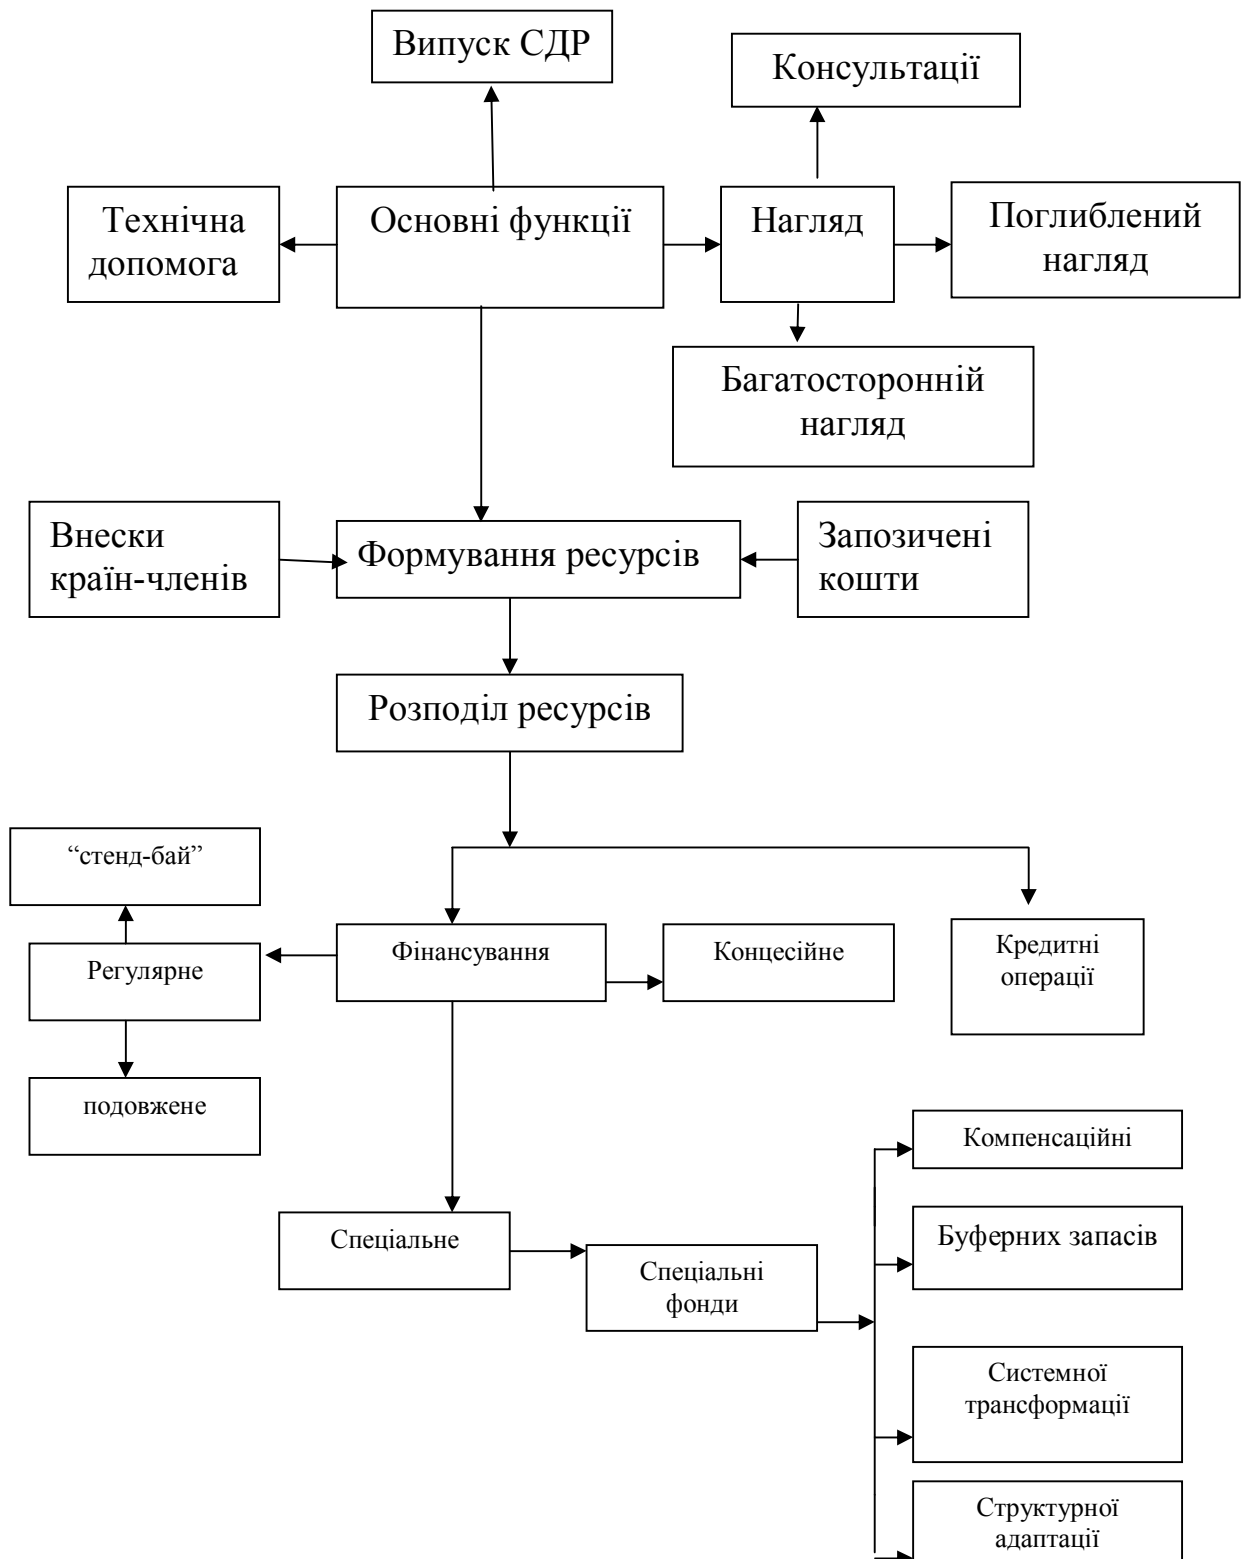 Випуск СДР
Консультації
Технічна
допомога
Основні функції
Нагляд
Поглиблений
нагляд
Багатосторонній
нагляд
Внески
країн-членів
Формування ресурсів
Запозичені
кошти
Розподіл ресурсів
“стенд-бай”
Регулярне
Фінансування
Концесійне
Кредитні
операції
подовжене
Компенсаційні
Спеціальне
Буферних запасів
Спеціальні
фонди
Системної
трансформації
Структурної
адаптації